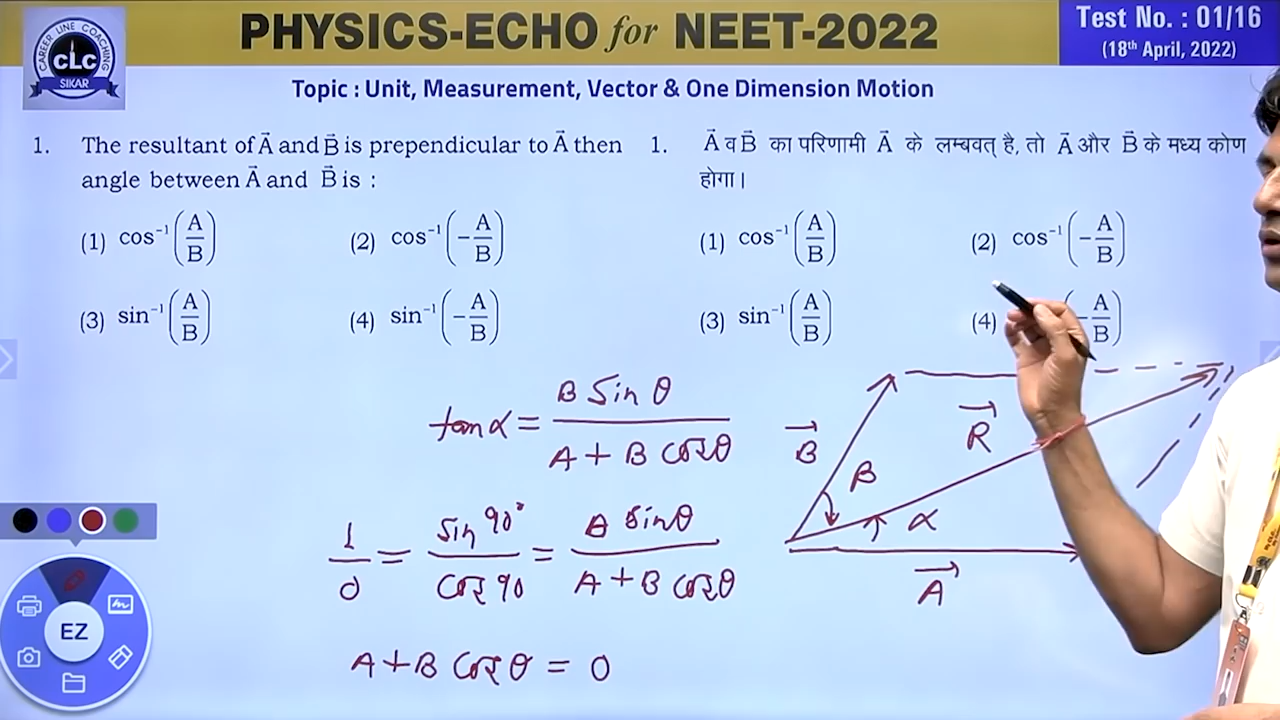 PHYSICS-ECHO for NEET-2022
Test No. : 01/16
(18th April, 2022)
CAREER LINE COACHING
CLC
SIKAR
Topic : Unit, Measurement, Vector & One Dimension Motion
1. The resultant of A⃗ and B⃗ is prependicular to A⃗ then
angle between A⃗ and B⃗ is :
(1) cos⁻¹(A/B) (2) cos⁻¹(-A/B)
(3) sin⁻¹(A/B) (4) sin⁻¹(-A/B)
1. A⃗ व B⃗ का परिणामी A⃗ के लम्बवत् है, तो A⃗ और B⃗ के मध्य कोण
होगा।
(1) cos⁻¹(A/B) (2) cos⁻¹(-A/B)
(3) sin⁻¹(A/B) (4) -A/B)
tan α = B Sin θ / A + B cos θ
1/0 = Sin 90° / cos 90 = sin θ / A + B cos θ
A + B cos θ = 0
B⃗
β
R⃗
α
A⃗
EZ